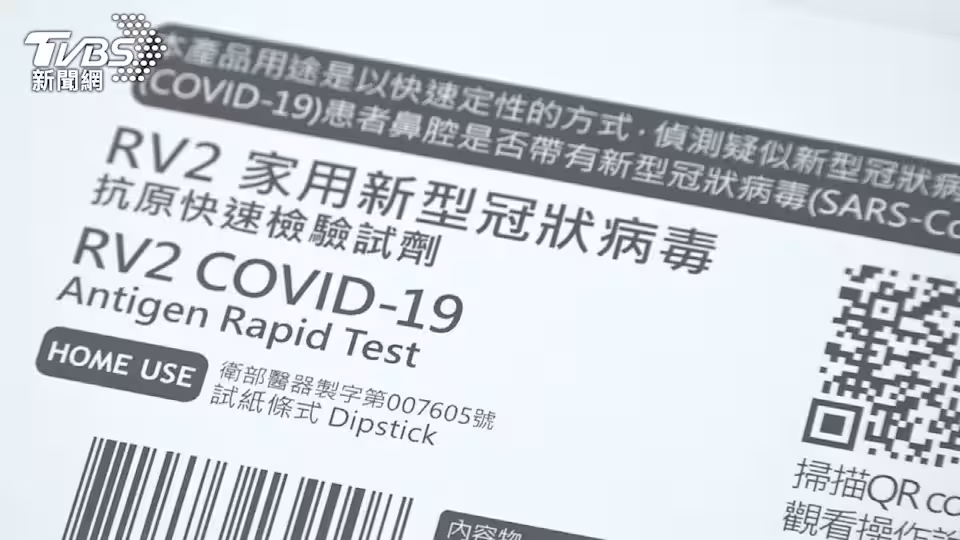 TVBS
新聞網
本產品用途是以快速定性的方式，偵測疑似新型冠狀病
(COVID-19)患者鼻腔是否帶有新型冠狀病毒(SARS-Co
RV2 家用新型冠狀病毒
抗原快速檢驗試劑
RV2 COVID-19
Antigen Rapid Test
HOME USE
衛部醫器製字第007605號
試紙條式 Dipstick
掃描QR co
觀看操作
內容物